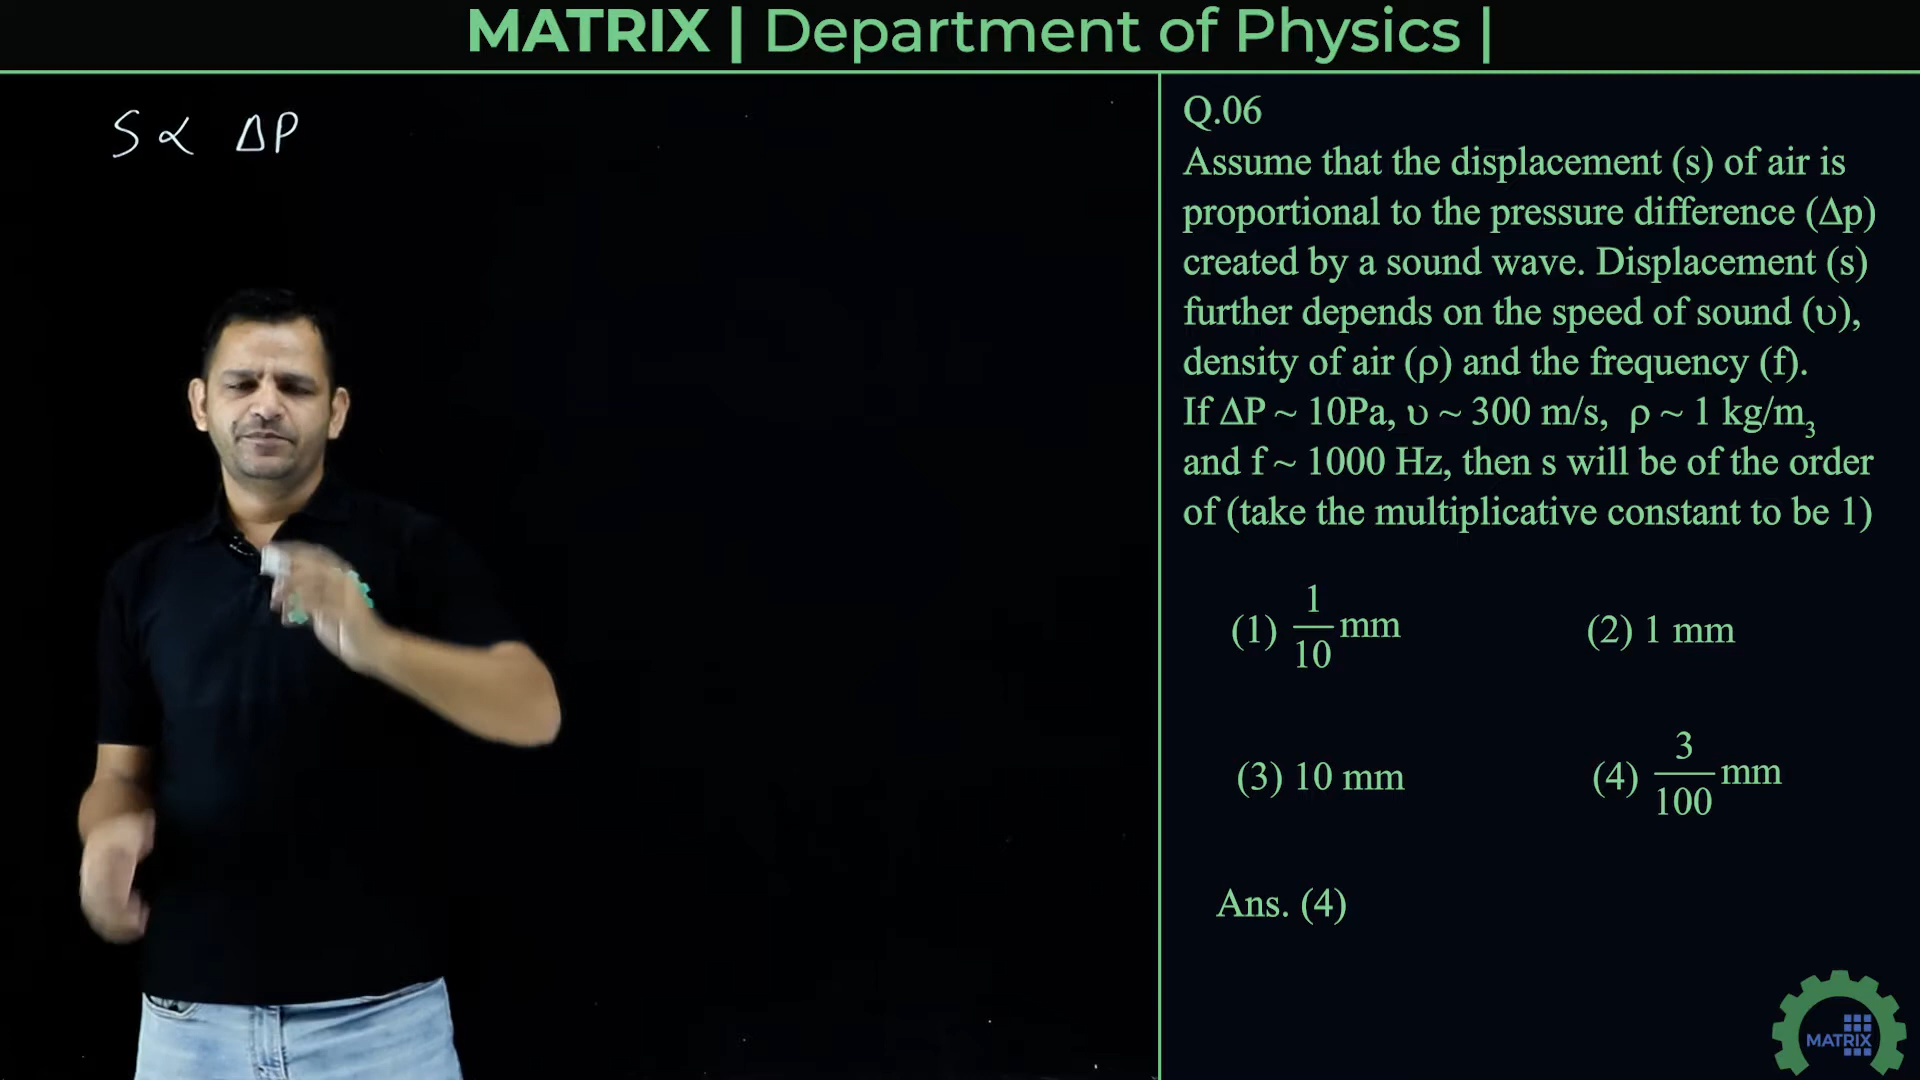 MATRIX | Department of Physics |
S ∝ ΔP
Q.06
Assume that the displacement (s) of air is
proportional to the pressure difference (Δp)
created by a sound wave. Displacement (s)
further depends on the speed of sound (υ),
density of air (ρ) and the frequency (f).
If ΔP ~ 10Pa, υ ~ 300 m/s, ρ ~ 1 kg/m₃
and f ~ 1000 Hz, then s will be of the order
of (take the multiplicative constant to be 1)
(1) 1/10 mm (2) 1 mm
(3) 10 mm (4) 3/100 mm
Ans. (4)
MATRIX